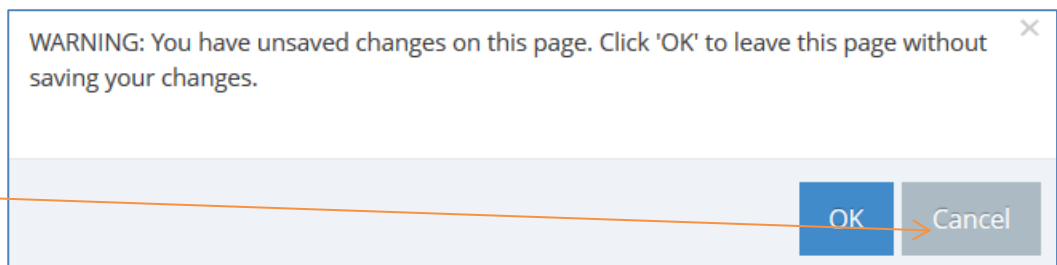 WARNING: You have unsaved changes on this page. Click 'OK' to leave this page without
saving your changes.
×
OK
Cancel